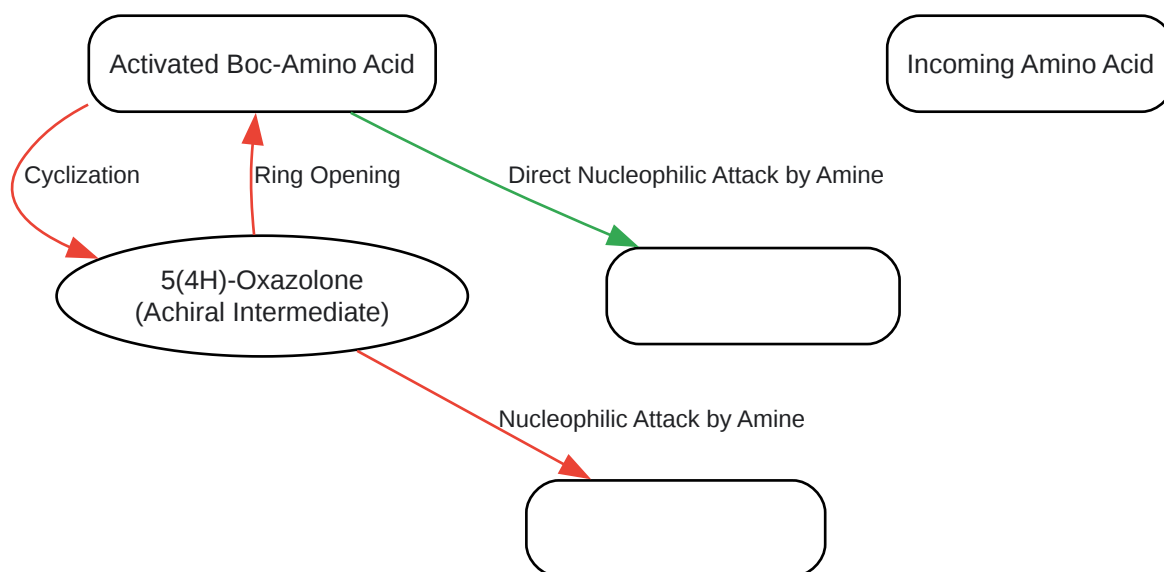 Activated Boc-Amino Acid
Incoming Amino Acid
Cyclization
Ring Opening
Direct Nucleophilic Attack by Amine
5(4H)-Oxazolone
(Achiral Intermediate)
Nucleophilic Attack by Amine